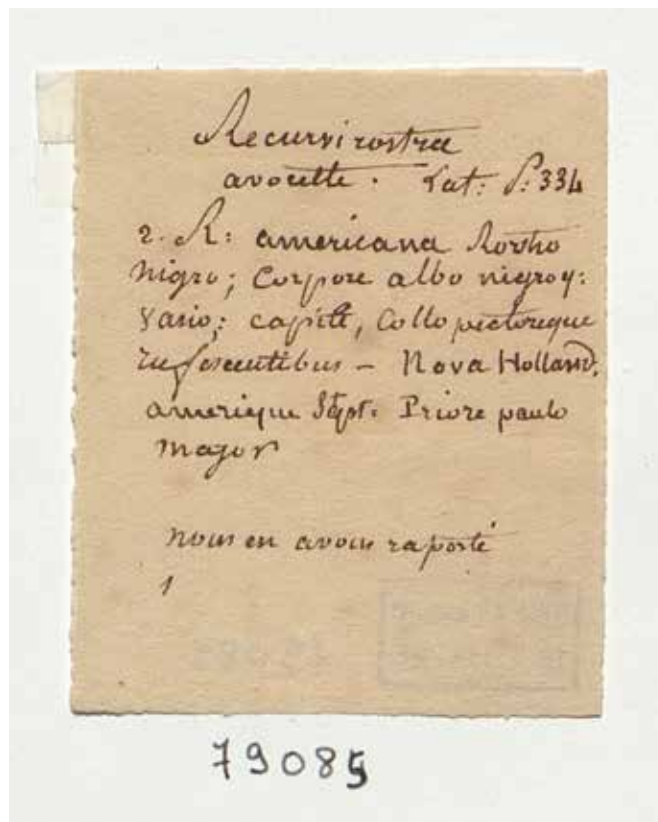 Recurvirostra
avocette. Lat: P: 334
2. R: americana Rostro
nigro; Corpore albo nigroq:
Vario; capite, Collo pectoreque
rufescentibus – Nova Holland.
amerique Sept: Priore paulo
major
nous en avons raporté
1
79085